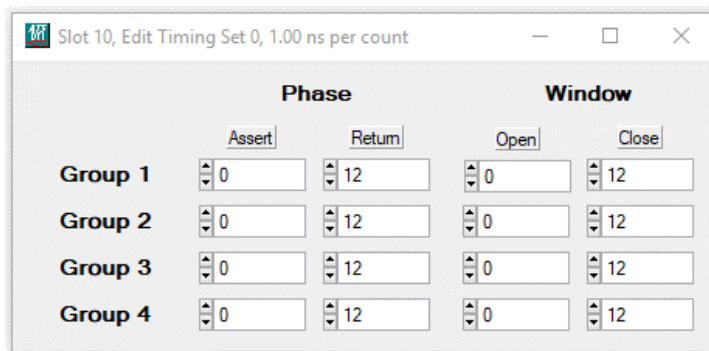 Slot 10, Edit Timing Set 0, 1.00 ns per count
Phase Window
Assert Return Open Close
Group 1 0 12 0 12
Group 2 0 12 0 12
Group 3 0 12 0 12
Group 4 0 12 0 12